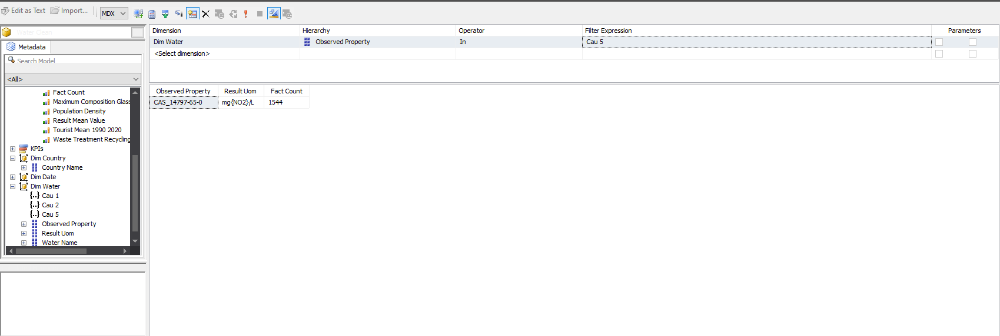 Edit as Text Import... MDX
Water Clean
Metadata
Search Model
<All>
Fact Count
Maximum Composition Glass
Population Density
Result Mean Value
Tourist Mean 1990 2020
Waste Treatment Recycling
KPIs
Dim Country
Country Name
Dim Date
Dim Water
{..} Cau 1
{..} Cau 2
{..} Cau 5
Observed Property
Result Uom
Water Name
Dimension Hierarchy Operator Filter Expression Parameters
Dim Water Observed Property In Cau 5
<Select dimension>
Observed Property Result Uom Fact Count
CAS_14797-65-0 mg{NO2}/L 1544